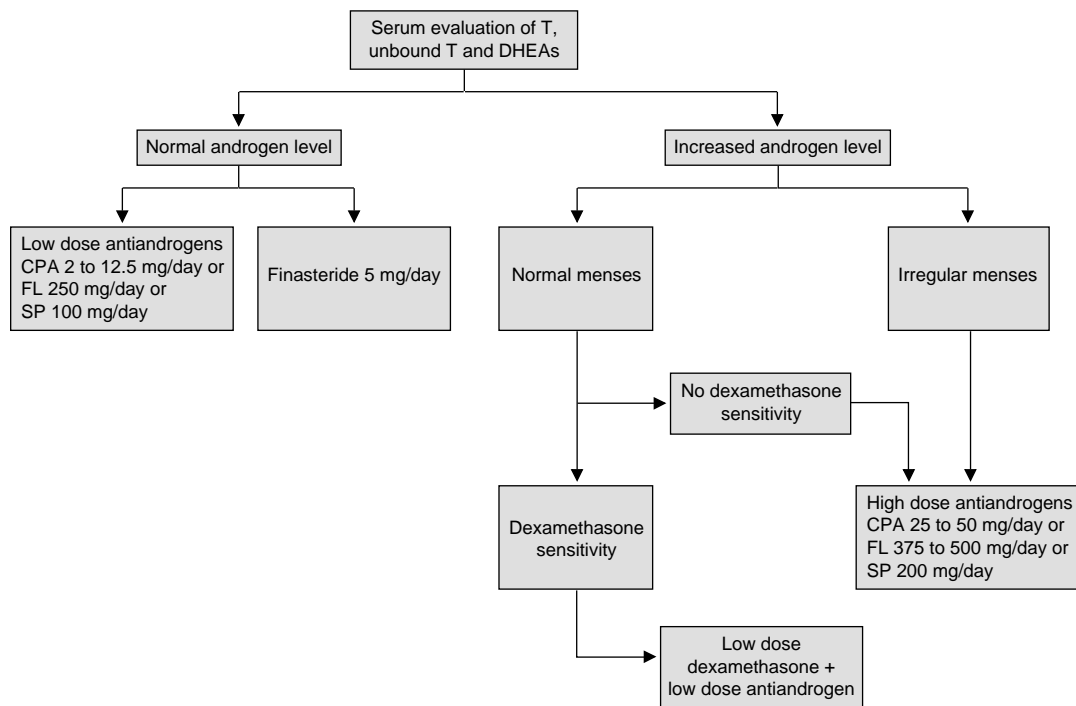 Serum evaluation of T,
unbound T and DHEAs
Normal androgen level
Increased androgen level
Low dose antiandrogens
CPA 2 to 12.5 mg/day or
FL 250 mg/day or
SP 100 mg/day
Finasteride 5 mg/day
Normal menses
Irregular menses
No dexamethasone
sensitivity
Dexamethasone
sensitivity
High dose antiandrogens
CPA 25 to 50 mg/day or
FL 375 to 500 mg/day or
SP 200 mg/day
Low dose
dexamethasone +
low dose antiandrogen